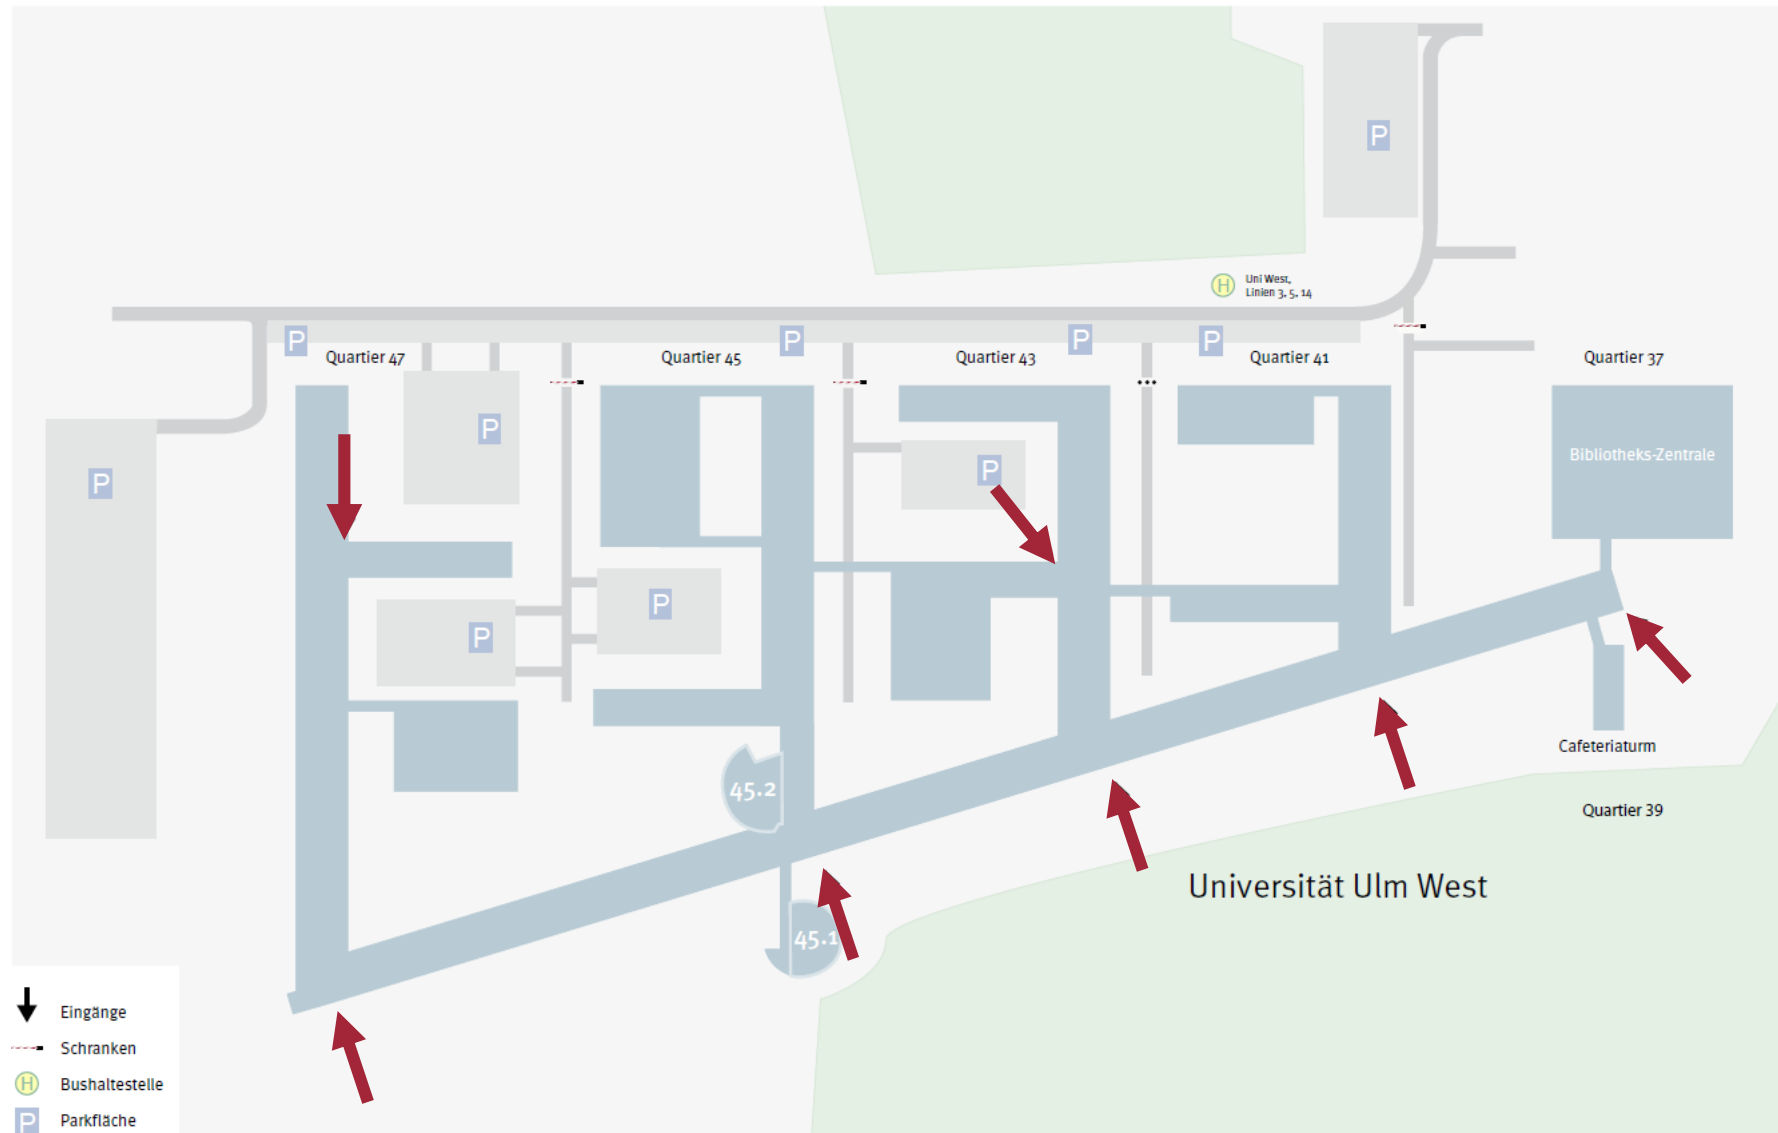 P
H
Uni West,
Linien 3, 5, 14
P
P
P
P
Quartier 47
Quartier 45
Quartier 43
Quartier 41
Quartier 37
P
P
P
Bibliotheks-Zentrale
P
P
Cafeteriaturm
45.2
Quartier 39
Universität Ulm West
45.1
Eingänge
Schranken
H Bushaltestelle
P Parkfläche